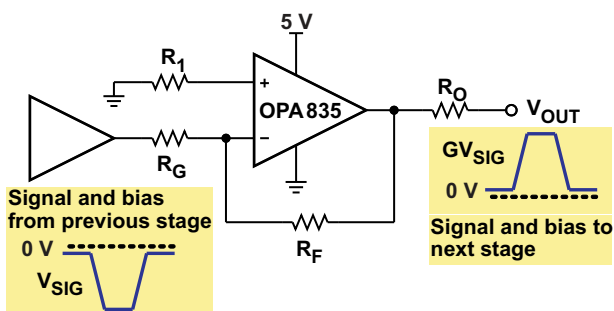 5 V
R1
+
OPA835
−
RO
VOUT
RG
GVSIG
0 V
Signal and bias
from previous stage
0 V
VSIG
RF
Signal and bias to
next stage